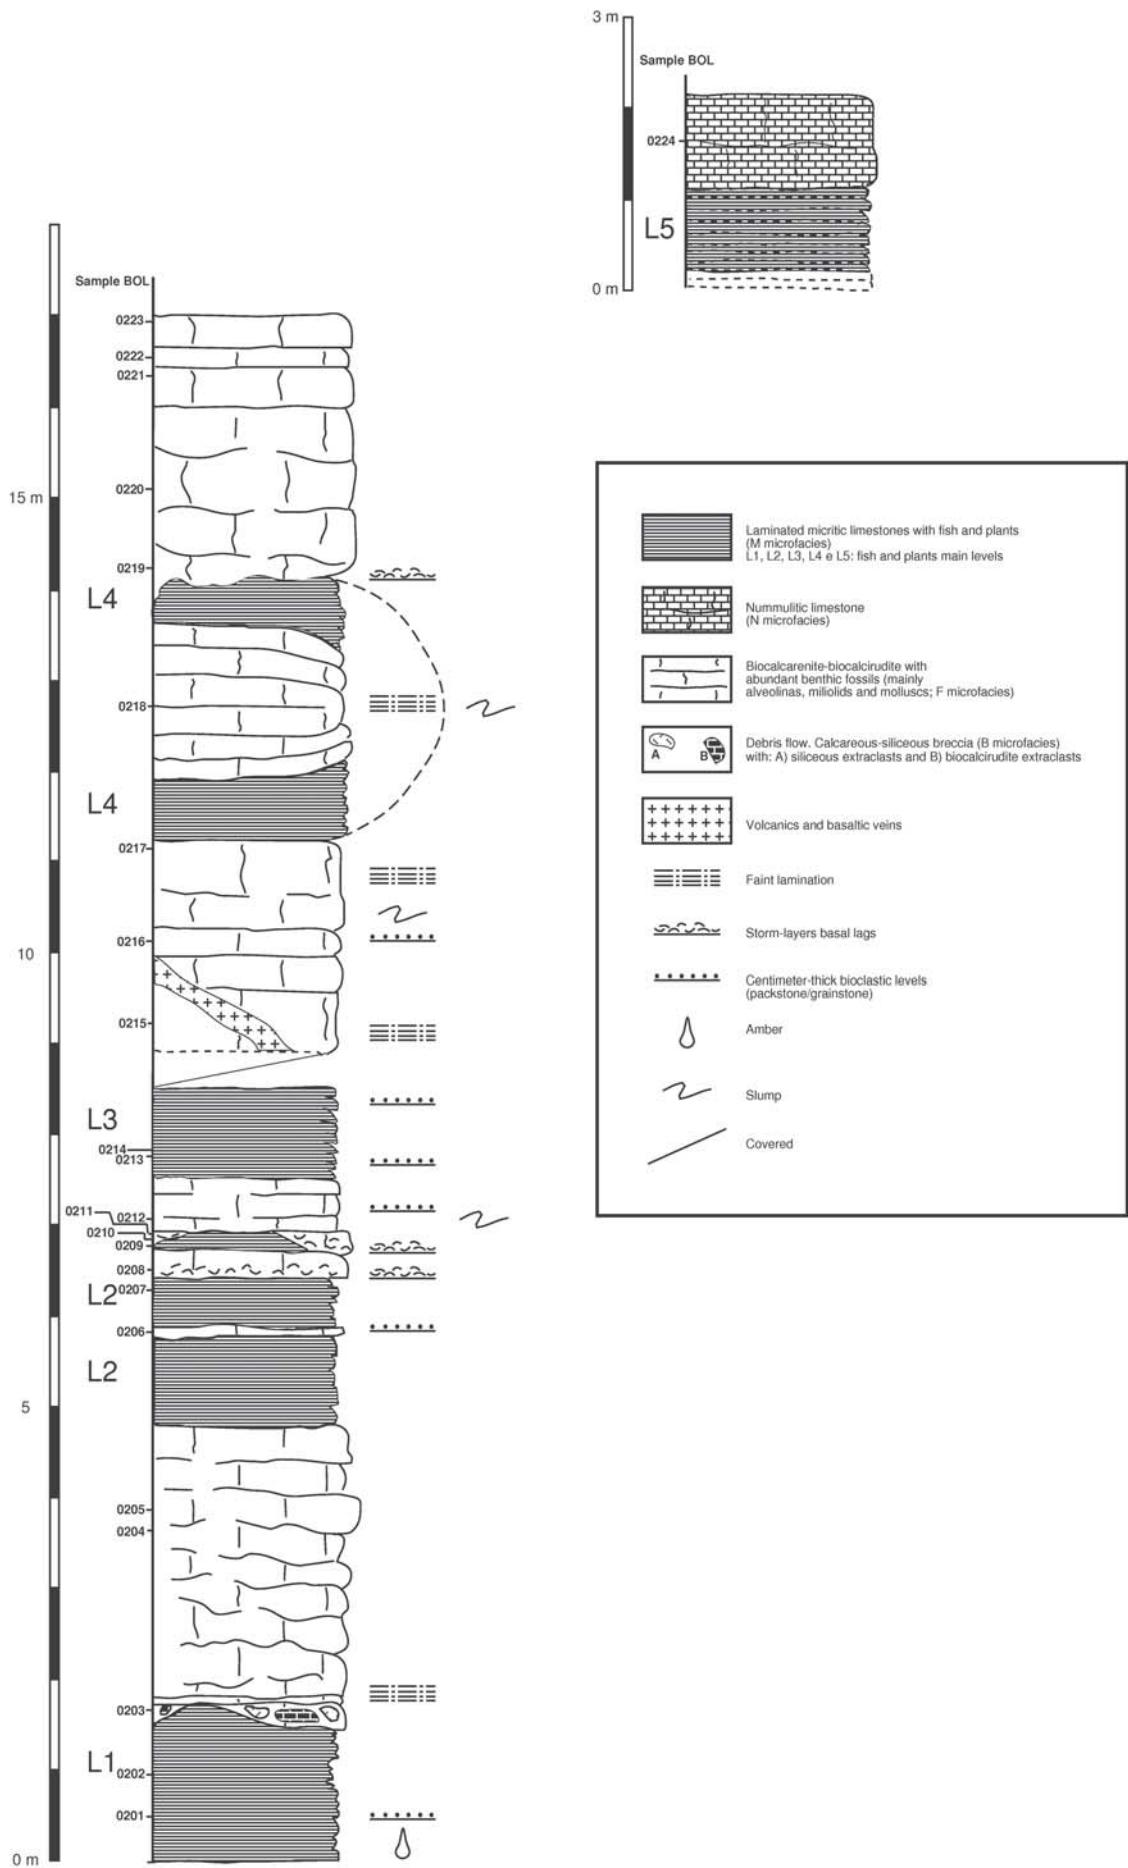 3 m
Sample BOL
0224
L5
0 m
Sample BOL
0223
0222
0221
15 m
0220
0219
L4
0218
L4
0217
0216
10
0215
L3
0214
0213
0211
0212
0210
0209
0208
L2
0207
0206
L2
5
0205
0204
0203
L1
0202
0201
0 m
Laminated micritic limestones with fish and plants
(M microfacies)
L1, L2, L3, L4 e L5: fish and plants main levels
Nummulitic limestone
(N microfacies)
Biocalcarenite-biocalcirudite with
abundant benthic fossils (mainly
alveolinas, miliolids and molluscs; F microfacies)
A
B
Debris flow. Calcareous-siliceous breccia (B microfacies)
with: A) siliceous extraclasts and B) biocalcirudite extraclasts
Volcanics and basaltic veins
Faint lamination
Storm-layers basal lags
Centimeter-thick bioclastic levels
(packstone/grainstone)
Amber
Slump
Covered